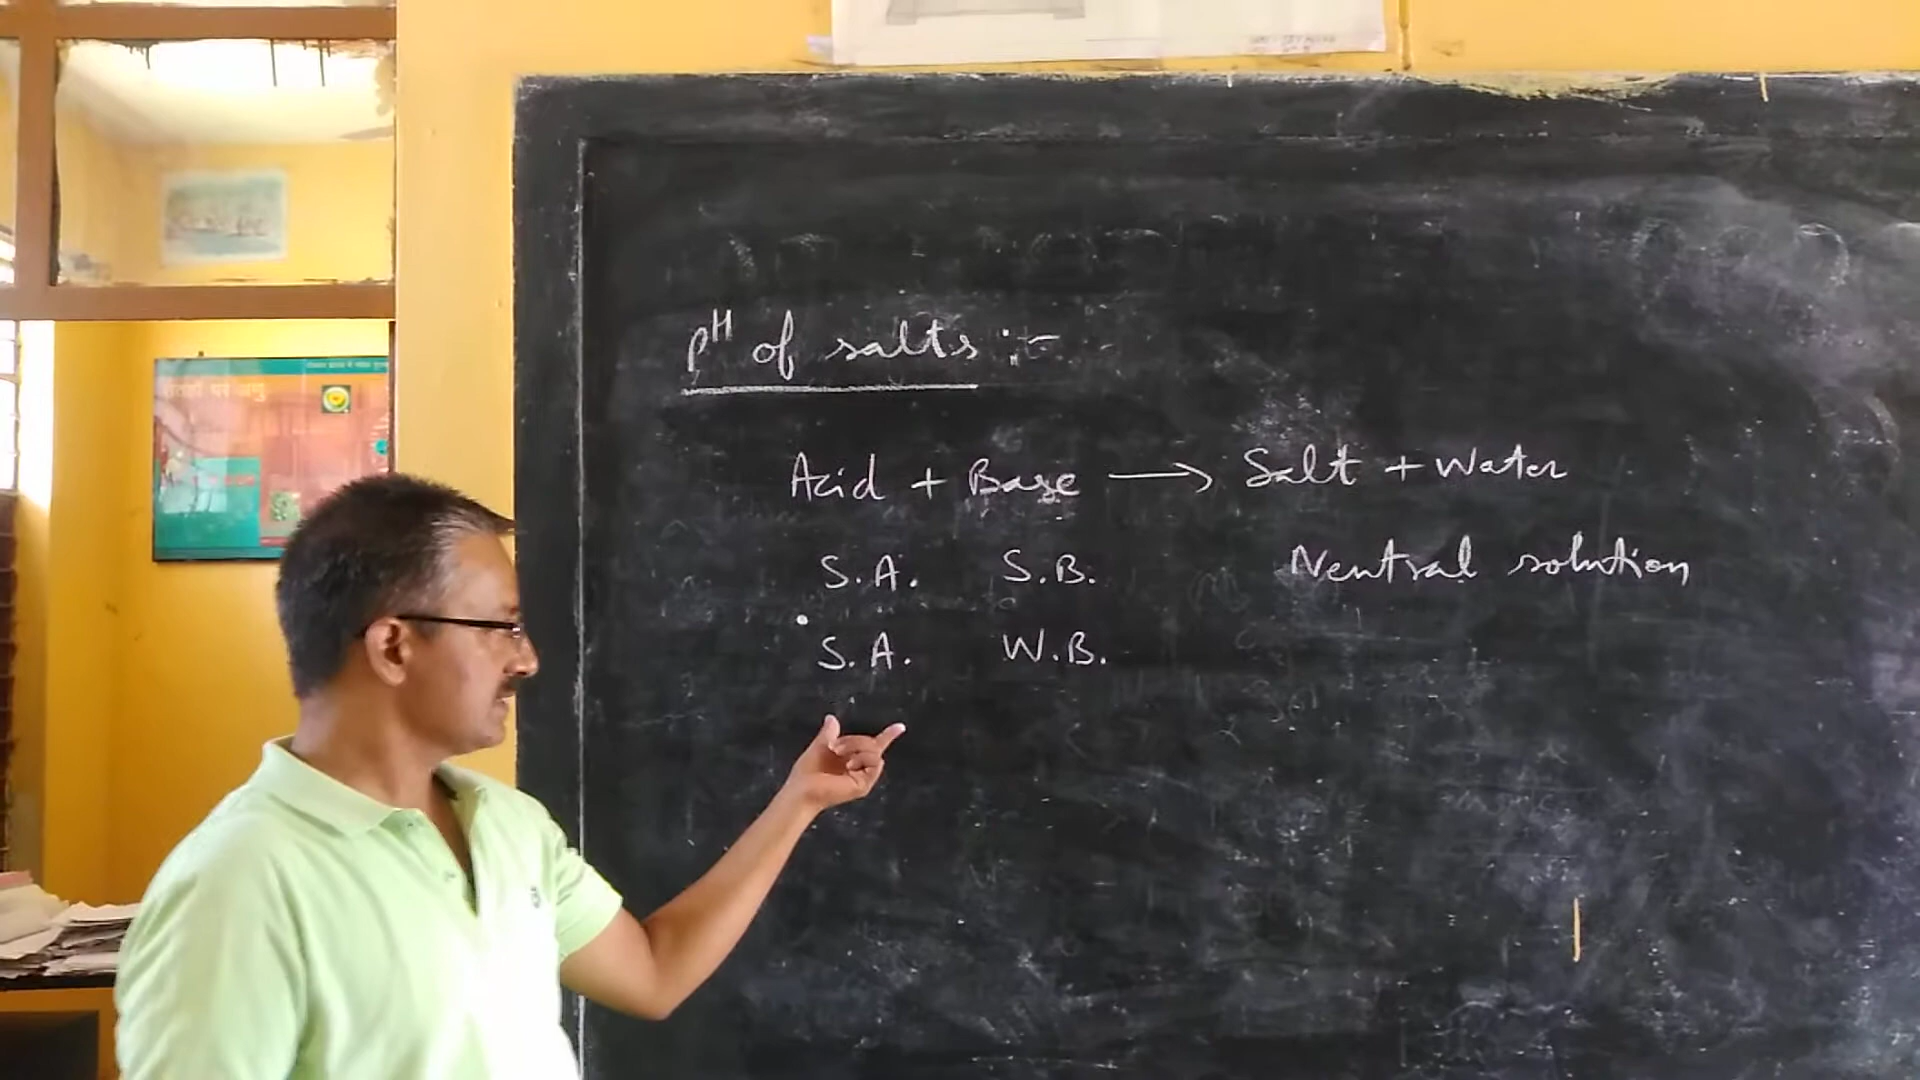 pH of salts :-
Acid + Base ⟶ Salt + Water
S.A. S.B. Neutral solution
S.A. W.B.